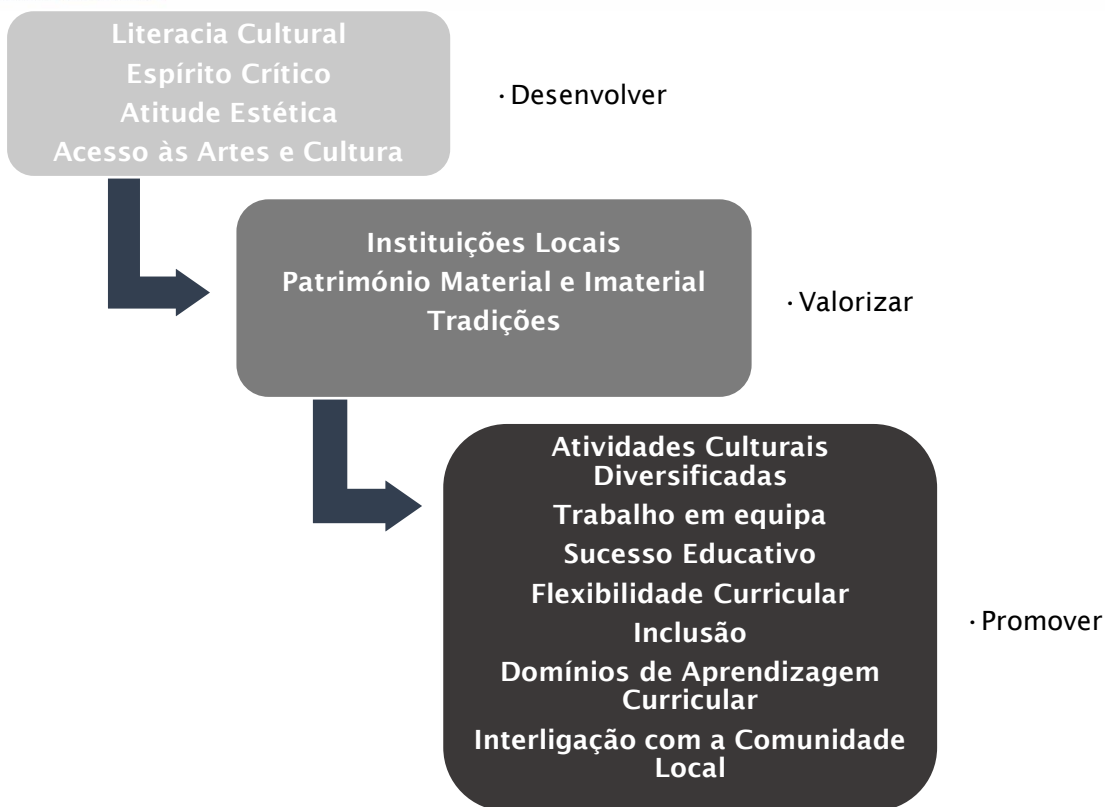 Literacia Cultural
Espírito Crítico
Atitude Estética
Acesso às Artes e Cultura
· Desenvolver
Instituições Locais
Património Material e Imaterial
Tradições
· Valorizar
Atividades Culturais
Diversificadas
Trabalho em equipa
Sucesso Educativo
Flexibilidade Curricular
Inclusão
Domínios de Aprendizagem
Curricular
Interligação com a Comunidade
Local
· Promover